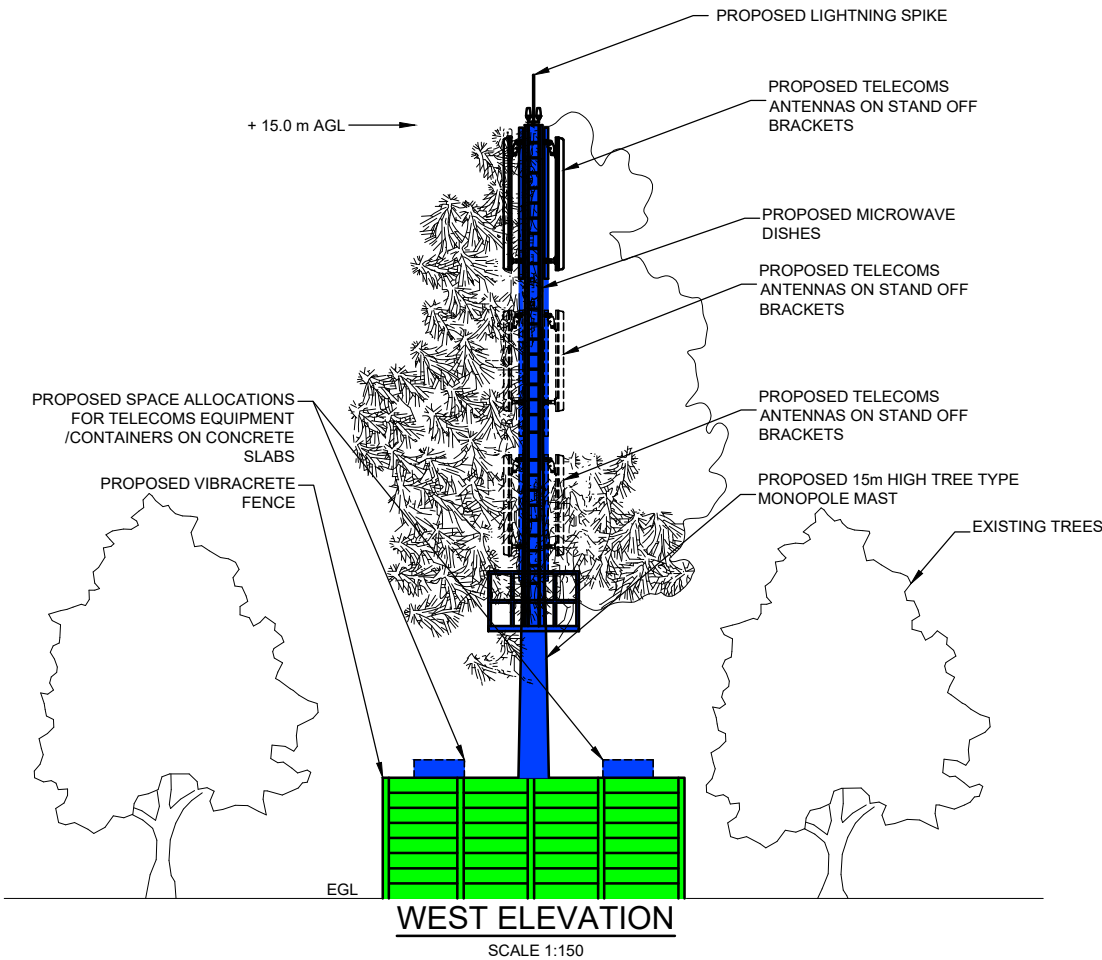 PROPOSED LIGHTNING SPIKE
PROPOSED TELECOMS
ANTENNAS ON STAND OFF
BRACKETS
+ 15.0 m AGL
PROPOSED MICROWAVE
DISHES
PROPOSED TELECOMS
ANTENNAS ON STAND OFF
BRACKETS
PROPOSED SPACE ALLOCATIONS
FOR TELECOMS EQUIPMENT
/CONTAINERS ON CONCRETE
SLABS
PROPOSED TELECOMS
ANTENNAS ON STAND OFF
BRACKETS
PROPOSED VIBRACRETE
FENCE
PROPOSED 15m HIGH TREE TYPE
MONOPOLE MAST
EXISTING TREES
EGL
WEST ELEVATION
SCALE 1:150